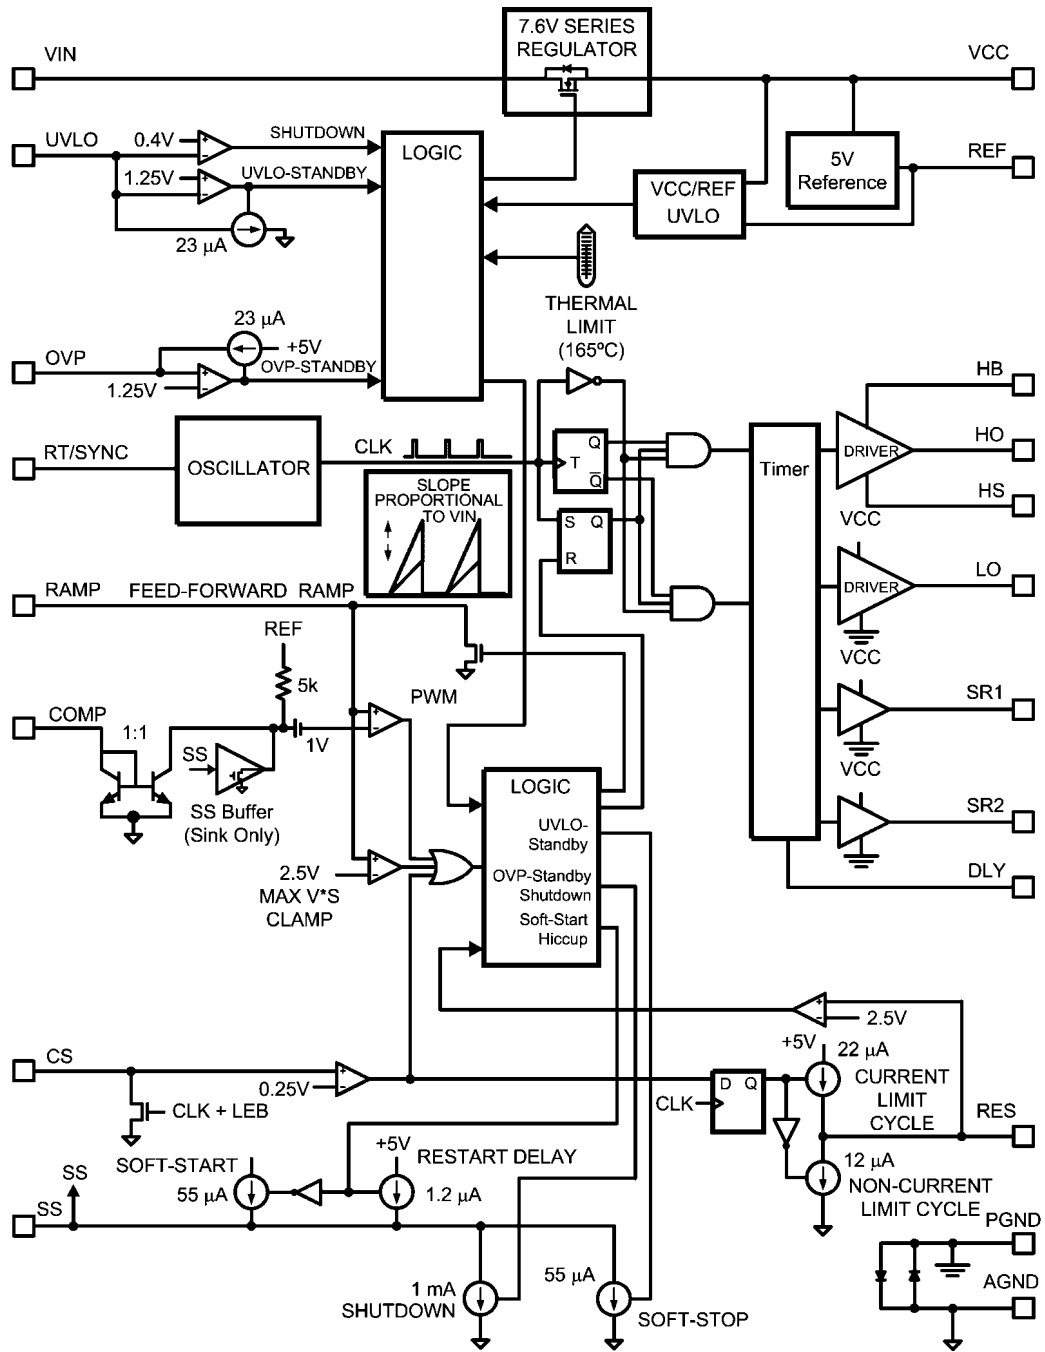 7.6V SERIES
REGULATOR
VIN
VCC
UVLO
0.4V
+
−
SHUTDOWN
LOGIC
1.25V
+
−
UVLO-STANDBY
23 µA
VCC/REF
UVLO
5V
Reference
REF
THERMAL
LIMIT
(165ºC)
23 µA
+5V
OVP
OVP-STANDBY
+
−
1.25V
HB
RT/SYNC
OSCILLATOR
CLK
T
Q
Q̅
Timer
DRIVER
HO
HS
SLOPE
PROPORTIONAL
TO VIN
S
Q
R
VCC
DRIVER
LO
RAMP
FEED-FORWARD RAMP
REF
5k
PWM
VCC
SR1
COMP
1:1
1V
+
−
SS
SS Buffer
(Sink Only)
VCC
SR2
LOGIC
UVLO-
Standby
OVP-Standby
Shutdown
Soft-Start
Hiccup
+
−
2.5V
MAX V*S
CLAMP
DLY
+
−
2.5V
CS
+
−
0.25V
CLK + LEB
D
Q
CLK
+5V
22 µA
CURRENT
LIMIT
CYCLE
RES
12 µA
NON-CURRENT
LIMIT CYCLE
SOFT-START
55 µA
+5V
RESTART DELAY
1.2 µA
SS
SS
1 mA
SHUTDOWN
55 µA
SOFT-STOP
PGND
AGND